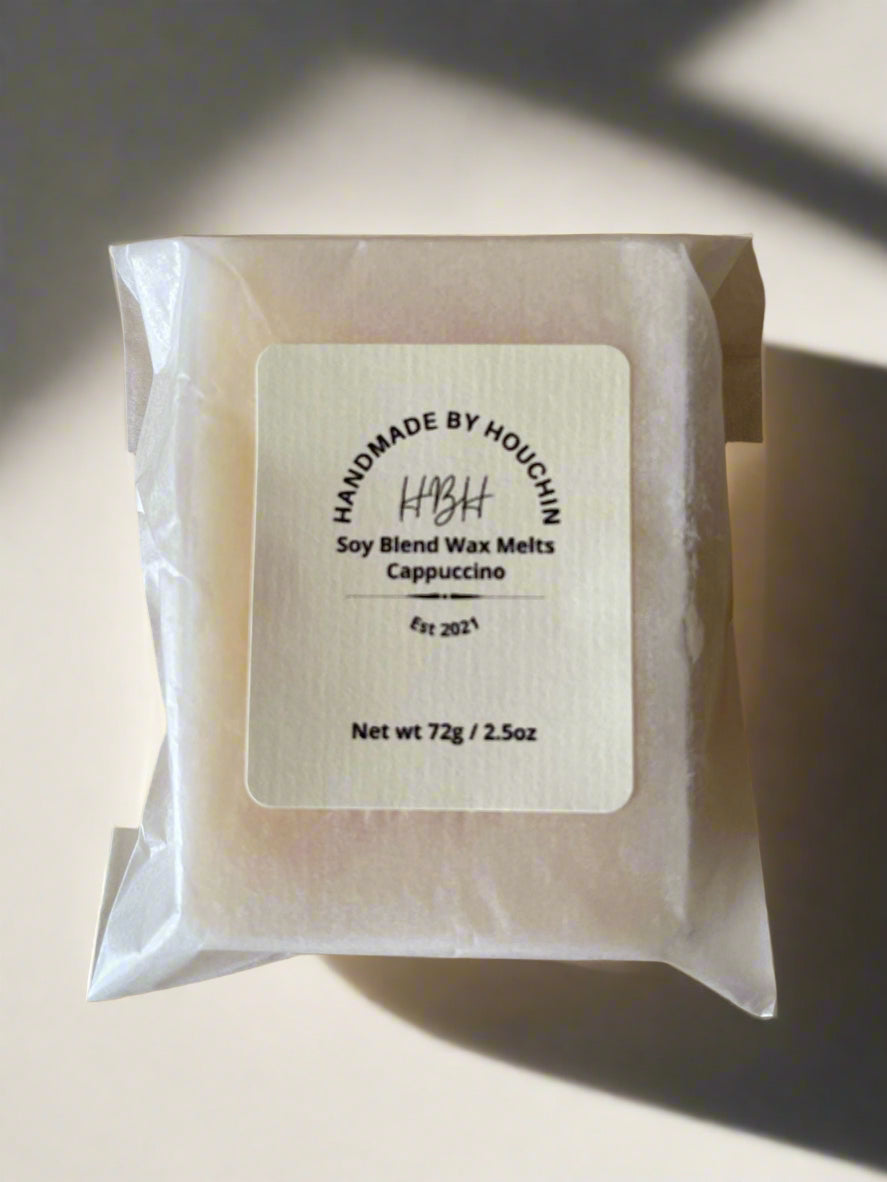 HANDMADE BY HOUCHIN
HBH
Soy Blend Wax Melts
Cappuccino
Est 2021
Net wt 72g / 2.5oz